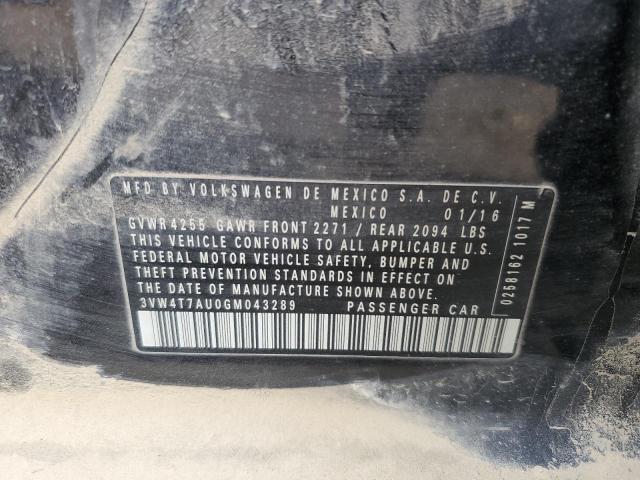 MFD BY VOLKSWAGEN DE MEXICO S.A. DE C.V.
MEXICO 01/16
GVWR 4255 GAWR FRONT 2271 / REAR 2094 LBS
THIS VEHICLE CONFORMS TO ALL APPLICABLE U.S.
FEDERAL MOTOR VEHICLE SAFETY, BUMPER AND
THEFT PREVENTION STANDARDS IN EFFECT ON
THE DATE OF MANUFACTURE SHOWN ABOVE.
3VW4T7AU0GM043289 PASSENGER CAR
0258162 1017 M